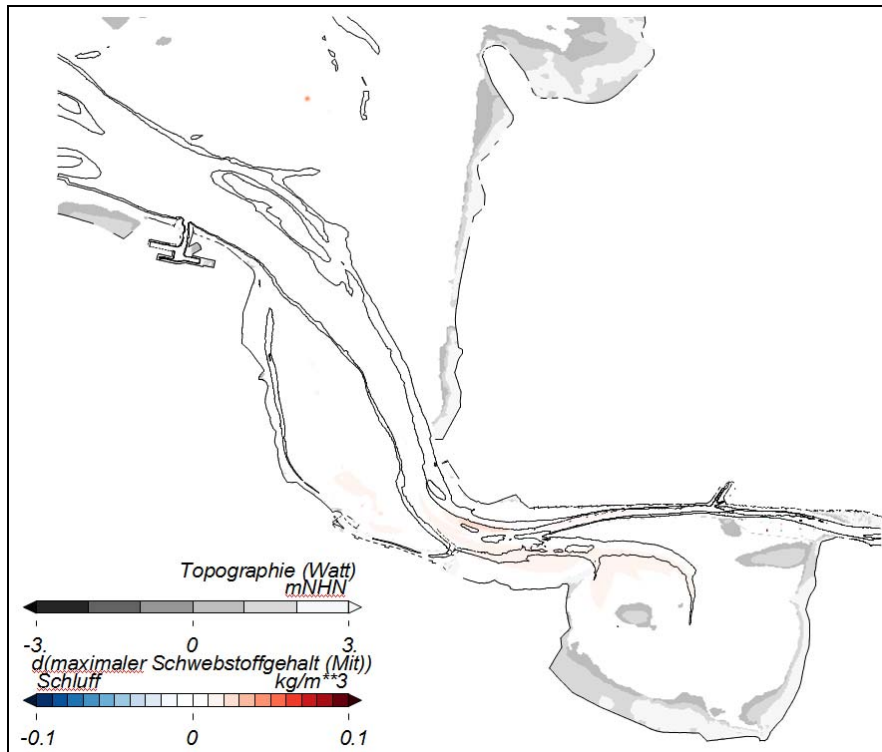 Topographie (Watt)
mNHN
-3. 0 3.
d(maximaler Schwebstoffgehalt (Mit))
Schluff kg/m**3
-0.1 0 0.1